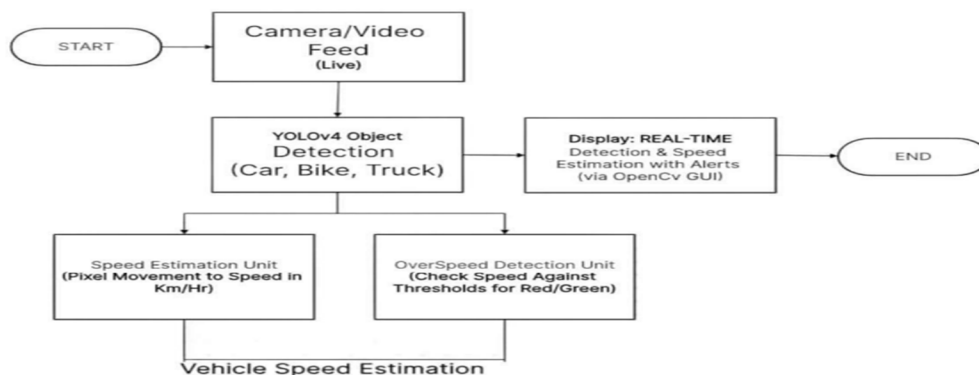 START
Camera/Video
Feed
(Live)
YOLOv4 Object
Detection
(Car, Bike, Truck)
Display: REAL-TIME
Detection & Speed
Estimation with Alerts
(via OpenCv GUI)
END
Speed Estimation Unit
(Pixel Movement to Speed in
Km/Hr)
OverSpeed Detection Unit
(Check Speed Against
Thresholds for Red/Green)
Vehicle Speed Estimation